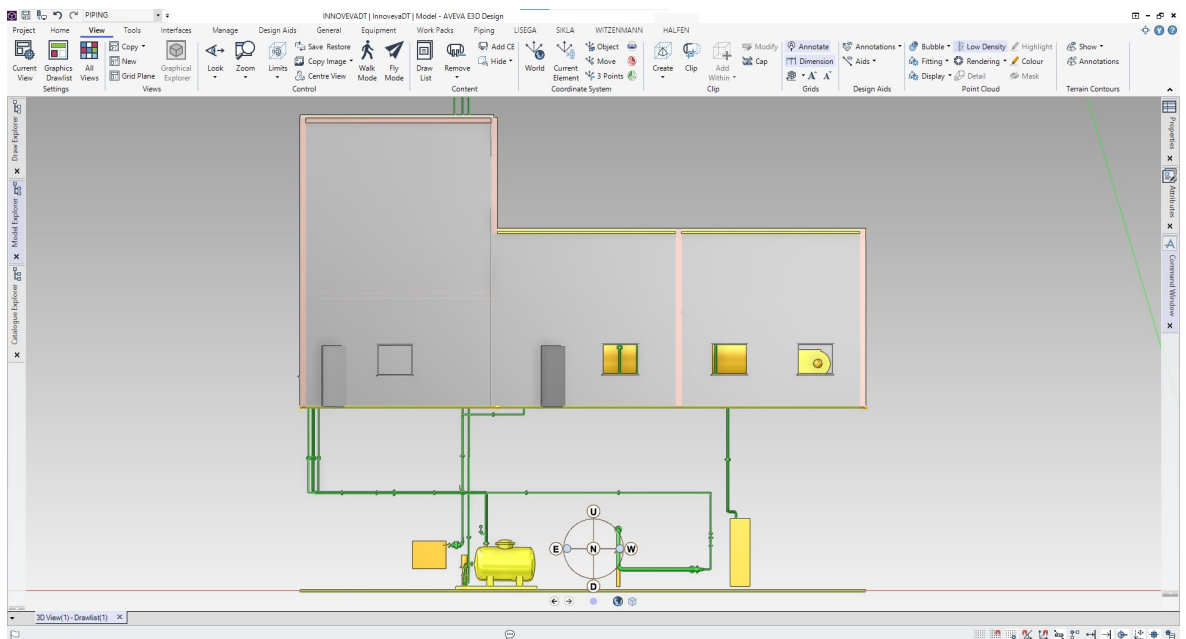 PIPING
INNOVEVADT | InnovevaDT | Model - AVEVA E3D Design
Project Home View Tools Interfaces Manage Design Aids General Equipment Work Packs Piping LISEGA SIKLA WITZENMANN HALFEN
Current View
Graphics Drawlist
All Views
Settings
Copy
New
Grid Plane
Graphical Explorer
Views
Look
Zoom
Limits
Save Restore
Copy Image
Centre View
Walk Mode
Fly Mode
Control
Draw List
Remove
Add CE
Hide
Content
World
Current Element
Object
Move
3 Points
Coordinate System
Create
Clip
Add Within
Modify
Cap
Clip
Annotate
Dimension
A A
Grids
Annotations
Aids
Design Aids
Bubble
Low Density
Highlight
Fitting
Rendering
Colour
Display
Detail
Mask
Point Cloud
Show
Annotations
Terrain Contours
Draw Explorer
Model Explorer
Catalogue Explorer
Properties
Attributes
Command Window
U
E N W
D
3D View(1) - Drawlist(1)